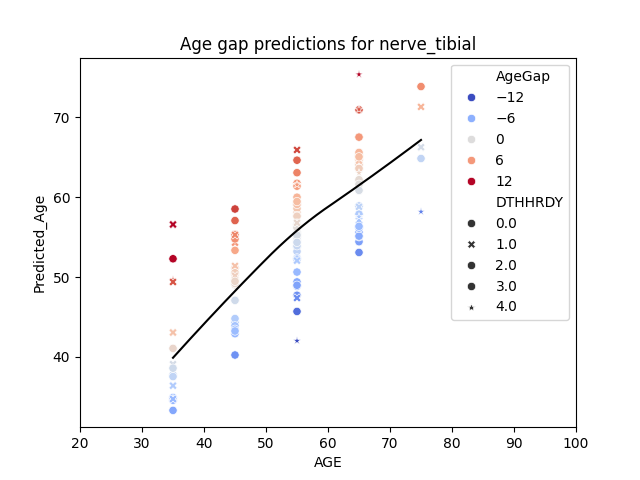 Age gap predictions for nerve_tibial
Predicted_Age
70
60
50
40
20 30 40 50 60 70 80 90 100
AGE
AgeGap
−12
−6
0
6
12
DTHHRDY
0.0
1.0
2.0
3.0
4.0